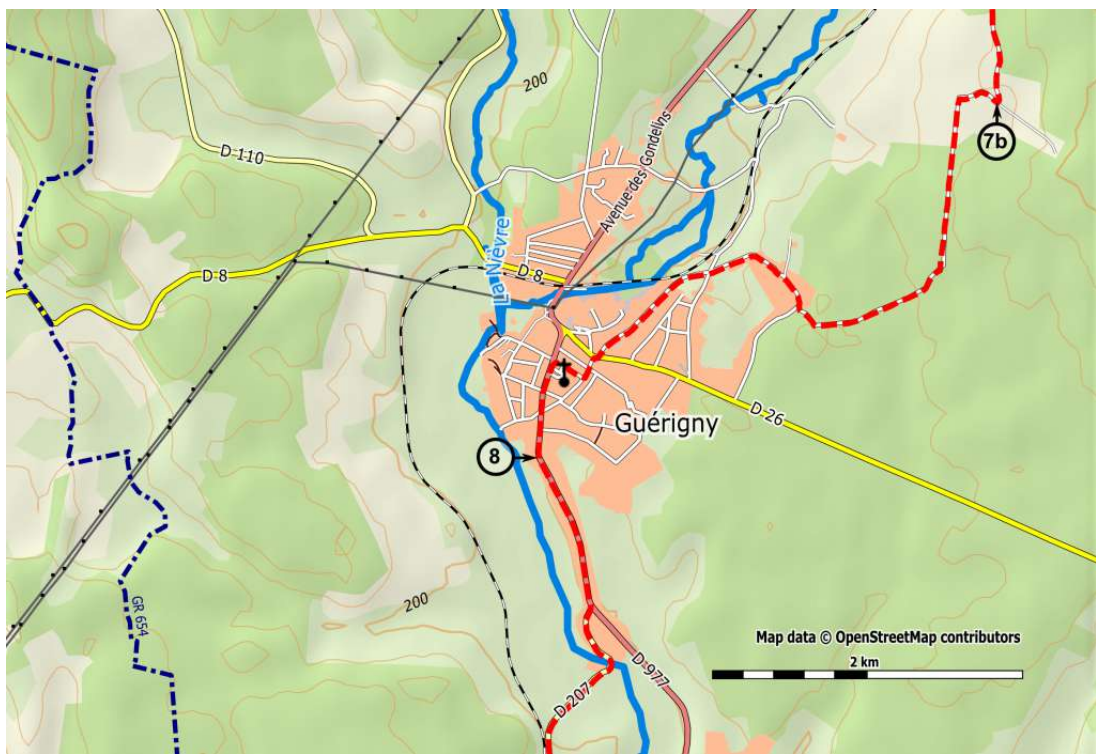 200
7b
D 110
Avenue des Gondelins
La Nièvre
D 8
D 8
Guérigny
D 26
8
200
GR 654
Map data © OpenStreetMap contributors
2 km
D 977
D 207